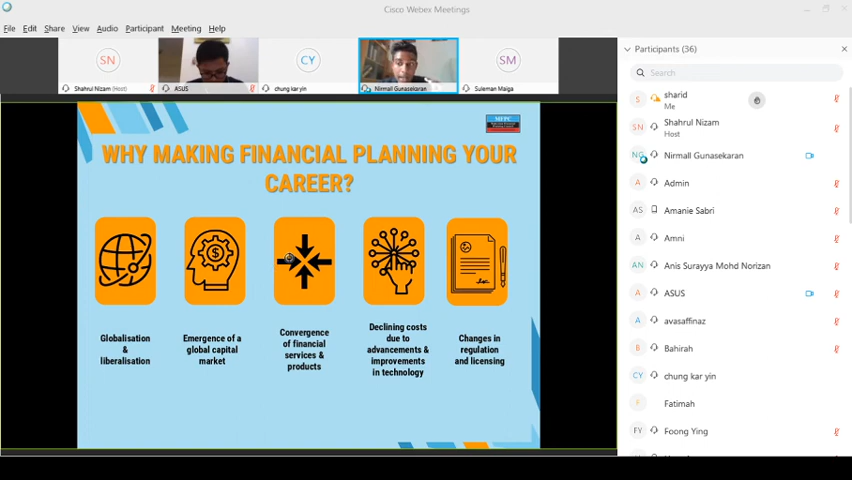 Cisco Webex Meetings
File Edit Share View Audio Participant Meeting Help
SN
CY
SM
Shahrul Nizam (Host)
ASUS
chung kar yin
Nirmall Gunasekaran
Suleman Maiga
MFPC
WHY MAKING FINANCIAL PLANNING YOUR
CAREER?
Globalisation
&
liberalisation
Emergence of a
global capital
market
Convergence
of financial
services &
products
Declining costs
due to
advancements &
improvements
in technology
Changes in
regulation
and licensing
Participants (36)
Search
S sharid
Me
SN Shahrul Nizam
Host
NG Nirmall Gunasekaran
A Admin
AS Amanie Sabri
A Amni
AN Anis Surayya Mohd Norizan
A ASUS
A avasaffinaz
B Bahirah
CY chung kar yin
F Fatimah
FY Foong Ying